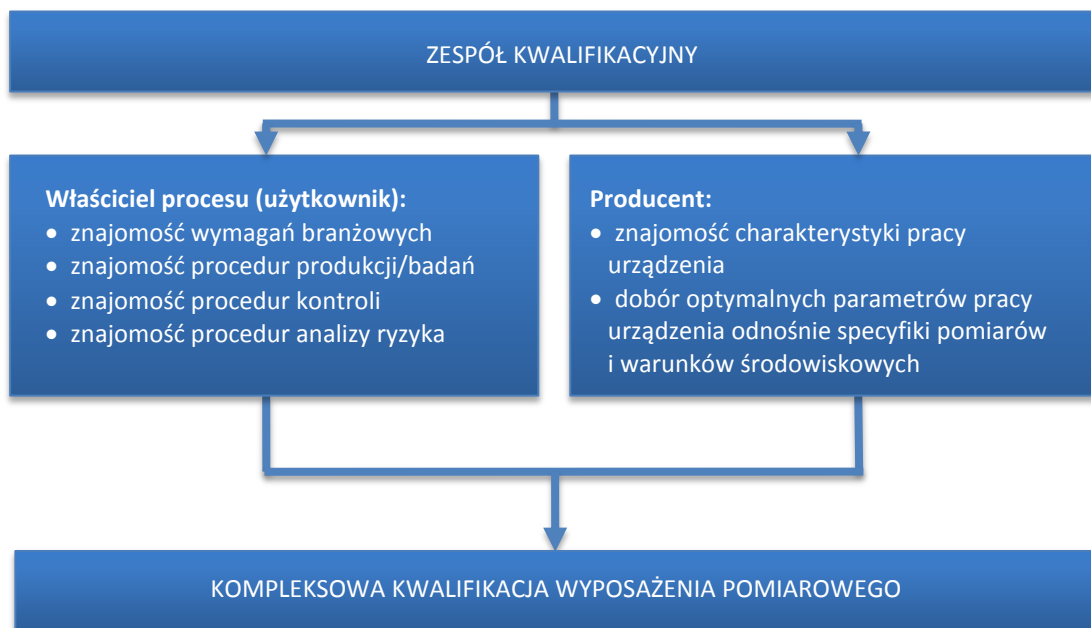 ZESPÓŁ KWALIFIKACYJNY
Właściciel procesu (użytkownik):
• znajomość wymagań branżowych
• znajomość procedur produkcji/badań
• znajomość procedur kontroli
• znajomość procedur analizy ryzyka
Producent:
• znajomość charakterystyki pracy
urządzenia
• dobór optymalnych parametrów pracy
urządzenia odnośnie specyfiki pomiarów
i warunków środowiskowych
KOMPLEKSOWA KWALIFIKACJA WYPOSAŻENIA POMIAROWEGO